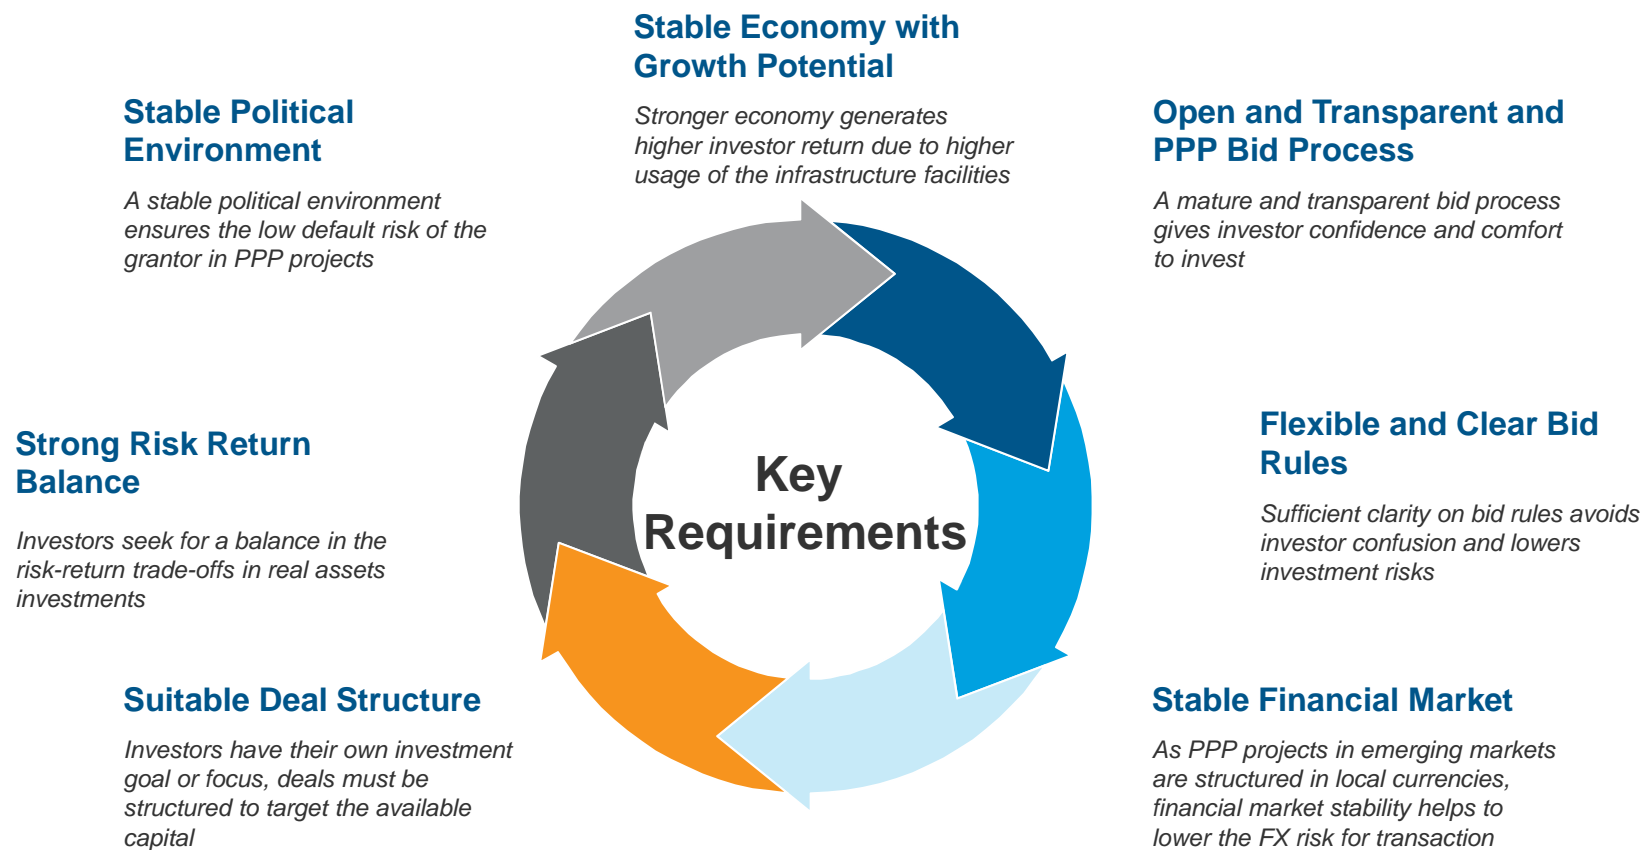 Stable Economy with
Growth Potential
Stronger economy generates
higher investor return due to higher
usage of the infrastructure facilities
Stable Political
Environment
A stable political environment
ensures the low default risk of the
grantor in PPP projects
Open and Transparent and
PPP Bid Process
A mature and transparent bid process
gives investor confidence and comfort
to invest
Strong Risk Return
Balance
Investors seek for a balance in the
risk-return trade-offs in real assets
investments
Key
Requirements
Flexible and Clear Bid
Rules
Sufficient clarity on bid rules avoids
investor confusion and lowers
investment risks
Suitable Deal Structure
Investors have their own investment
goal or focus, deals must be
structured to target the available
capital
Stable Financial Market
As PPP projects in emerging markets
are structured in local currencies,
financial market stability helps to
lower the FX risk for transaction